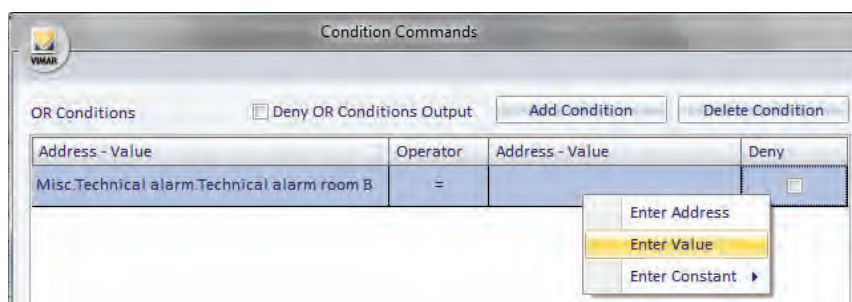 Condition Commands
VIMAR
OR Conditions Deny OR Conditions Output Add Condition Delete Condition
Address - Value Operator Address - Value Deny
Misc.Technical alarm.Technical alarm room B =
Enter Address
Enter Value
Enter Constant